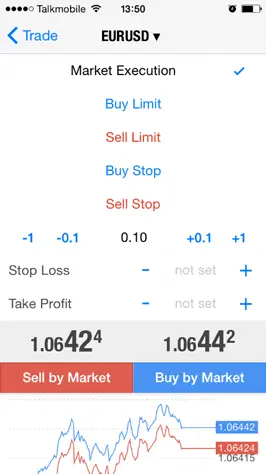 Talkmobile 13:50
Trade EURUSD ▾
Market Execution
Buy Limit
Sell Limit
Buy Stop
Sell Stop
-1 -0.1 0.10 +0.1 +1
Stop Loss - not set +
Take Profit - not set +
1.06424 1.06442
Sell by Market Buy by Market
1.06442
1.06424
1.06415